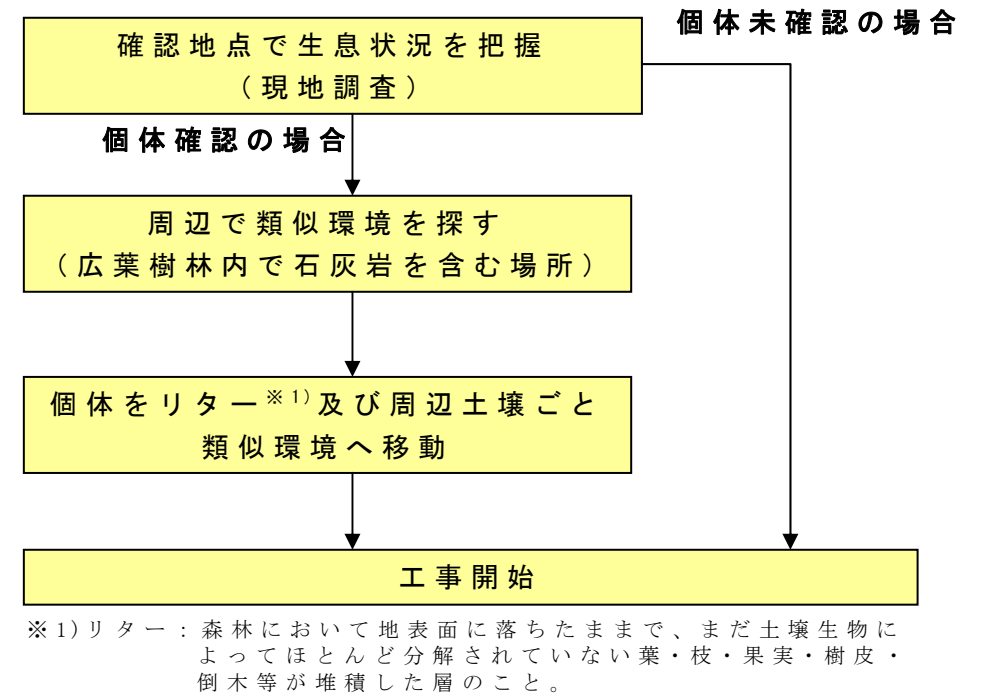 個体未確認の場合
確認地点で生息状況を把握
(現地調査)
個体確認の場合
周辺で類似環境を探す
(広葉樹林内で石灰岩を含む場所)
個体をリター※1)及び周辺土壌ごと
類似環境へ移動
工事開始
※1)リター:森林において地表面に落ちたままで、まだ土壌生物に
よってほとんど分解されていない葉・枝・果実・樹皮・
倒木等が堆積した層のこと。